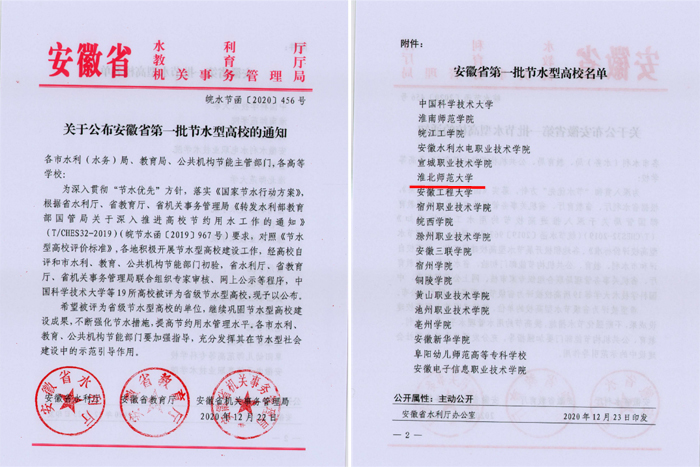 安徽省 水利厅
教育厅
机关事务管理局
皖水节函〔2020〕456号
关于公布安徽省第一批节水型高校的通知
各市水利（水务）局、教育局、公共机构节能主管部门，各高等
学校：
为深入贯彻“节水优先”方针，落实《国家节水行动方案》，
根据省水利厅、省教育厅、省机关事务管理局《转发水利部教育
部国管局关于深入推进高校节约用水工作的通知》
（T/CHES32-2019）（皖节水函〔2019〕967号）要求，对照《节水
型高校评价标准》，各地积极开展节水型高校建设工作，经高校自
评和市水利、教育、公共机构节能部门初验，省水利厅、省教育
厅、省机关事务管理局联合组织专家审核、网上公示等程序，中
国科学技术大学等19所高校被评为省级节水型高校，现予以公布。
希望被评为省级节水型高校的单位，继续巩固节水型高校建设
成果，不断强化节水措施，提高节约用水管理水平。各市水利、
教育、公共机构节能部门要加强指导，充分发挥其在节水型社会
建设中的示范引导作用。
安徽省水利厅 安徽省教育厅 安徽省机关事务管理局
2020年12月22日
附件：
安徽省第一批节水型高校名单
中国科学技术大学
淮南师范学院
皖江工学院
安徽水利水电职业技术学院
宣城职业技术学院
淮北师范大学
安徽工程大学
宿州职业技术学院
皖西学院
滁州职业技术学院
安徽三联学院
宿州学院
铜陵学院
黄山职业技术学院
池州职业技术学院
亳州学院
安徽新华学院
阜阳幼儿师范高等专科学校
安徽电子信息职业技术学院
公开属性：主动公开
安徽省水利厅办公室 2020年12月23日印发
— 2 —